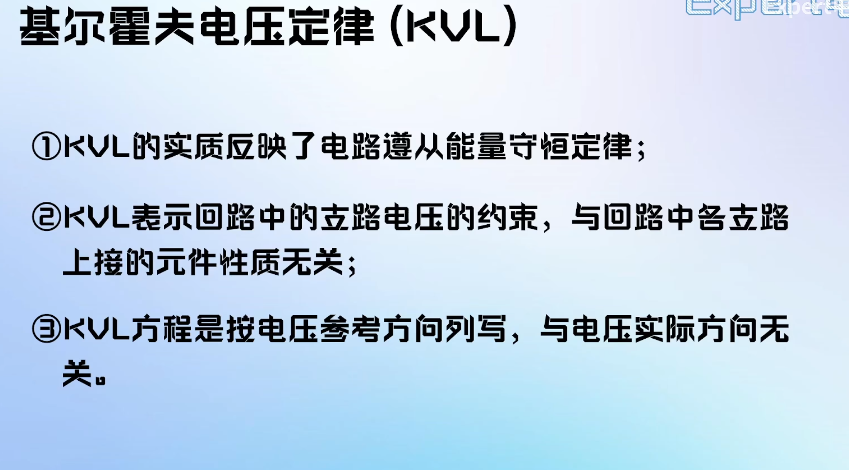 基尔霍夫电压定律（KVL）
①KVL的实质反映了电路遵从能量守恒定律；
②KVL表示回路中的支路电压的约束，与回路中各支路
上接的元件性质无关；
③KVL方程是按电压参考方向列写，与电压实际方向无
关。